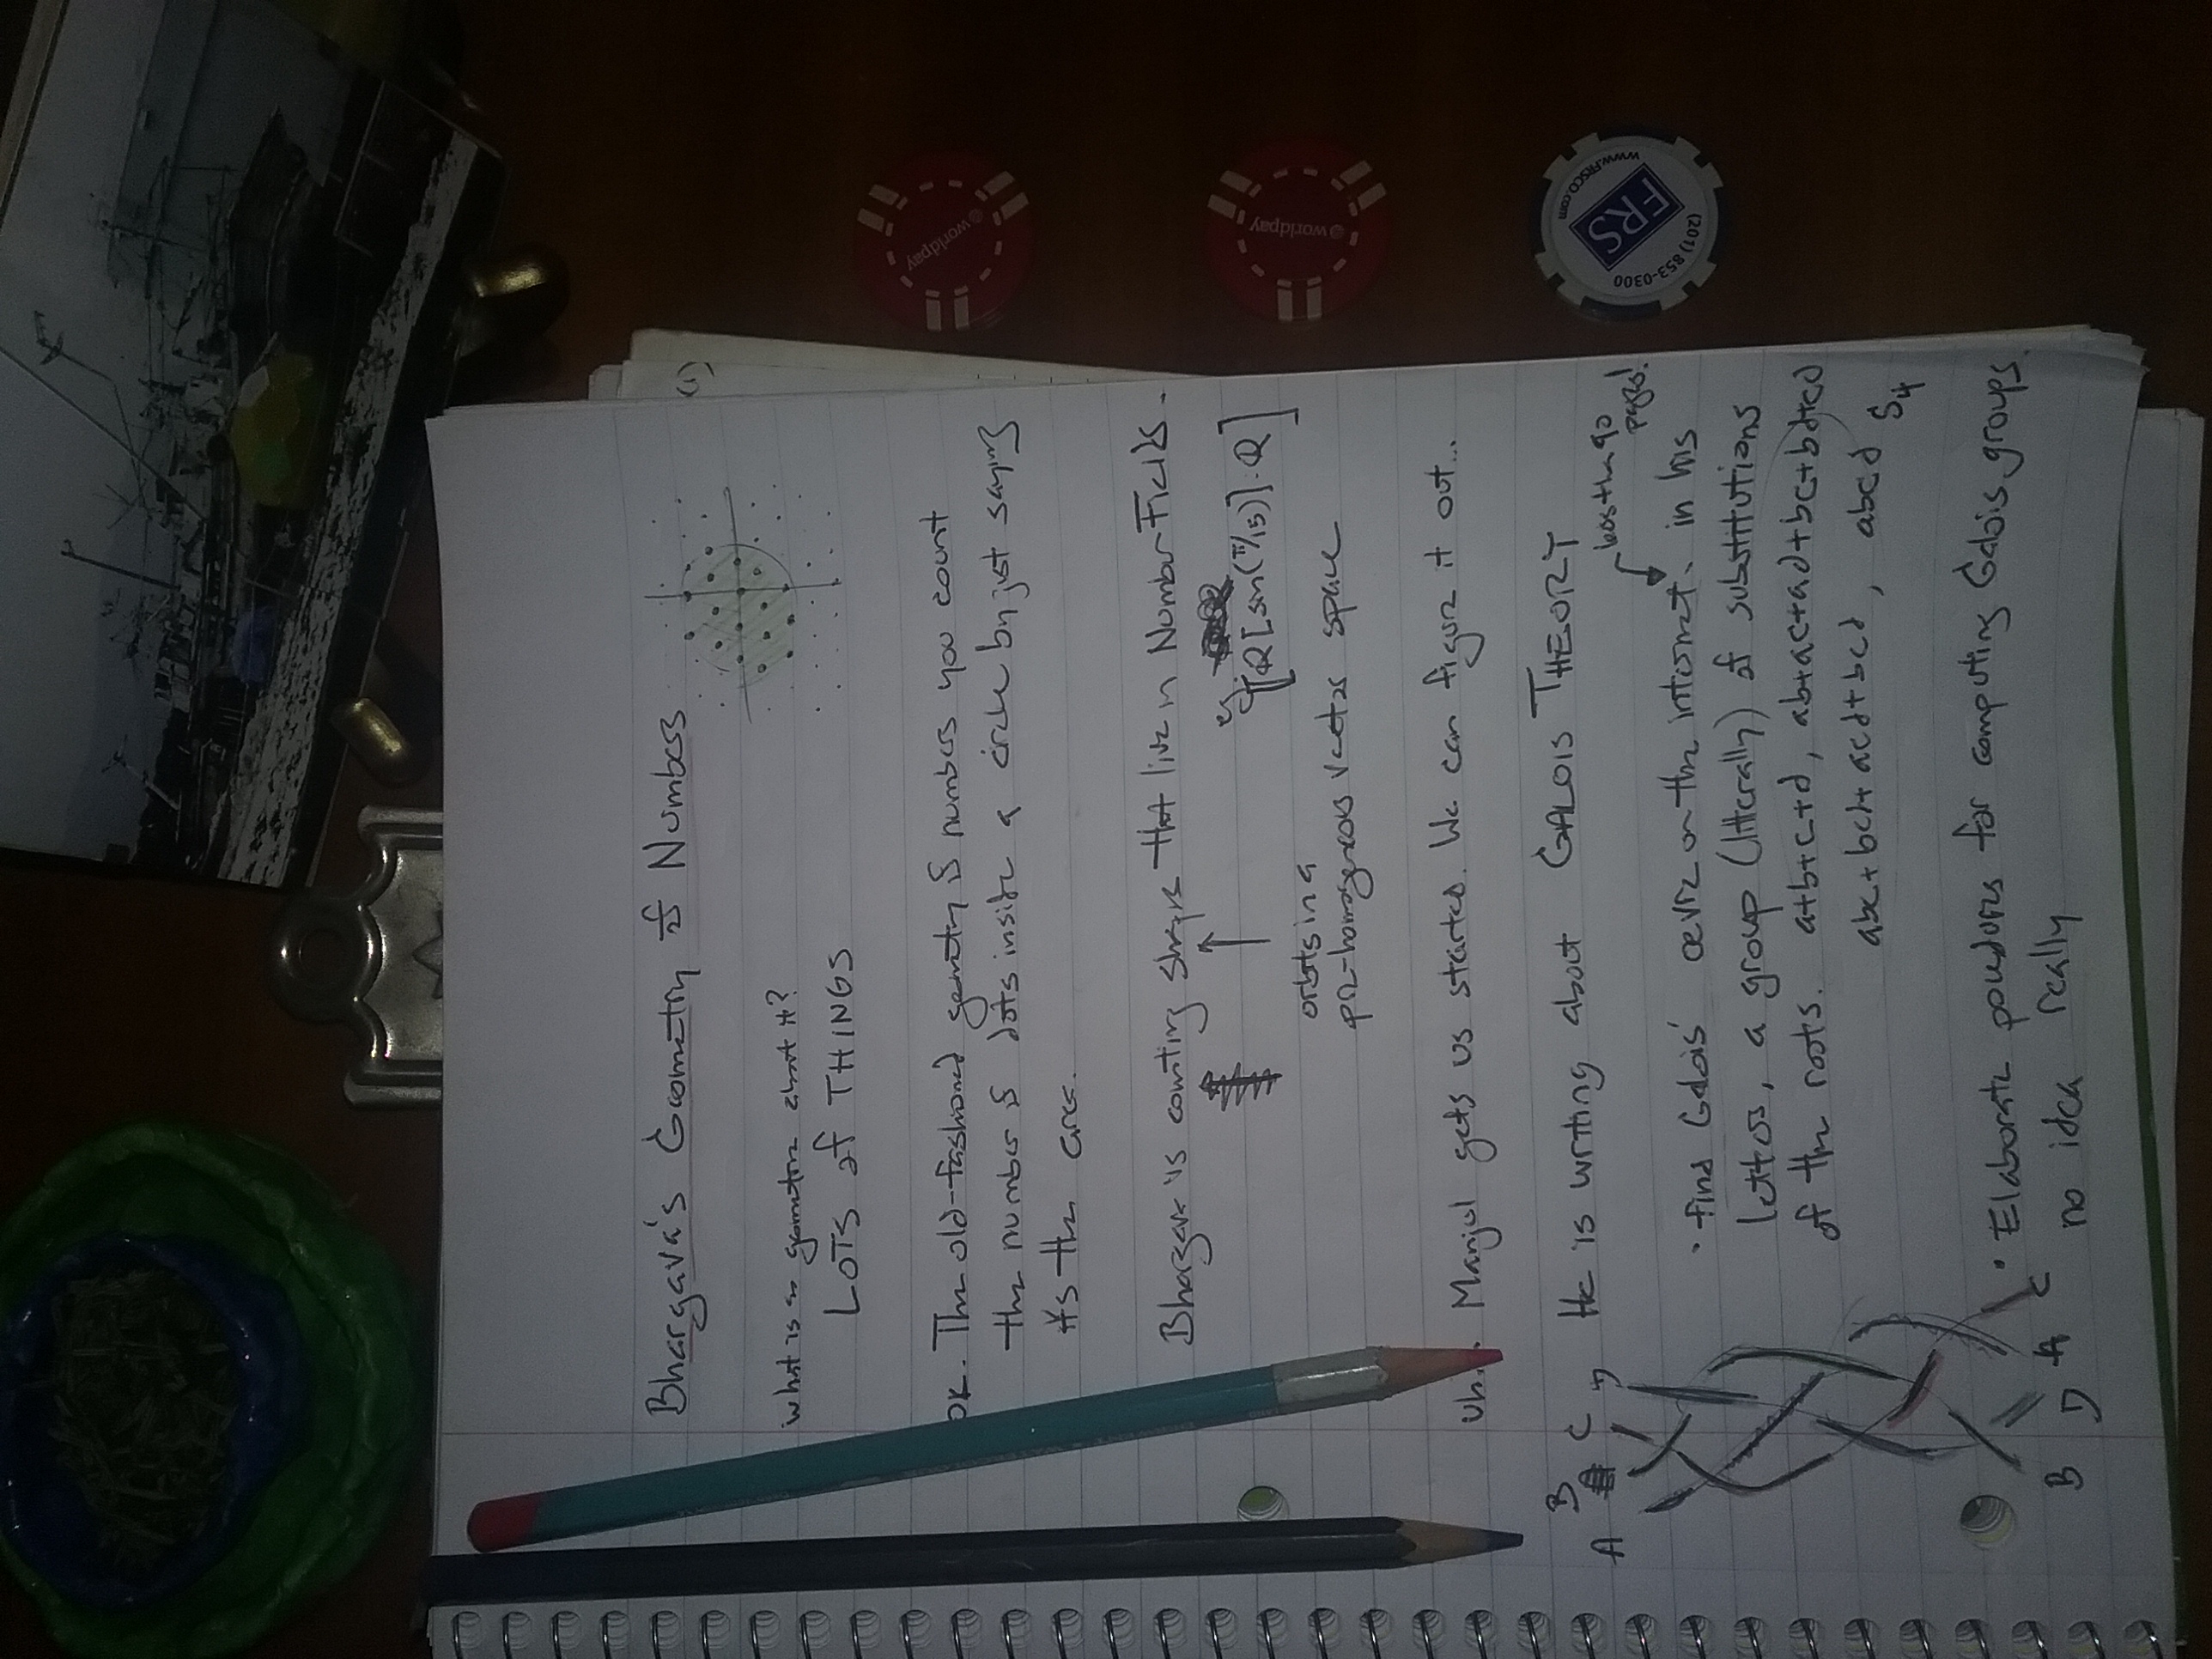 Bhargava's Geometry of Numbers
(1)
what is so geometric about it?
LOTS of THINGS
OK. The old-fashioned geometry of numbers you count
the number of dots inside a circle by just saying
it's the area.
Bhargava is counting shapes that live in Number Fields.
eg. [Q[sin(π/15)]:Q]
orbits in a
pre-homogeneous vector space
uh... Manjul gets us started. We can figure it out...
He is writing about GALOIS THEORY
less than 90
pages!
• find Galois' oevre on the internet. in his
letters, a group (literally) of substitutions
of the roots. a+b+c+d, ab+ac+ad+bc+bd+cd
abc+bcd+acd+bcd, abcd S4
• Elaborate procedures for computing Galois groups.
no idea really
A B C D
B D A C
worldpay
worldpay
FRS
www.FRSCO.com
(201) 853-0300